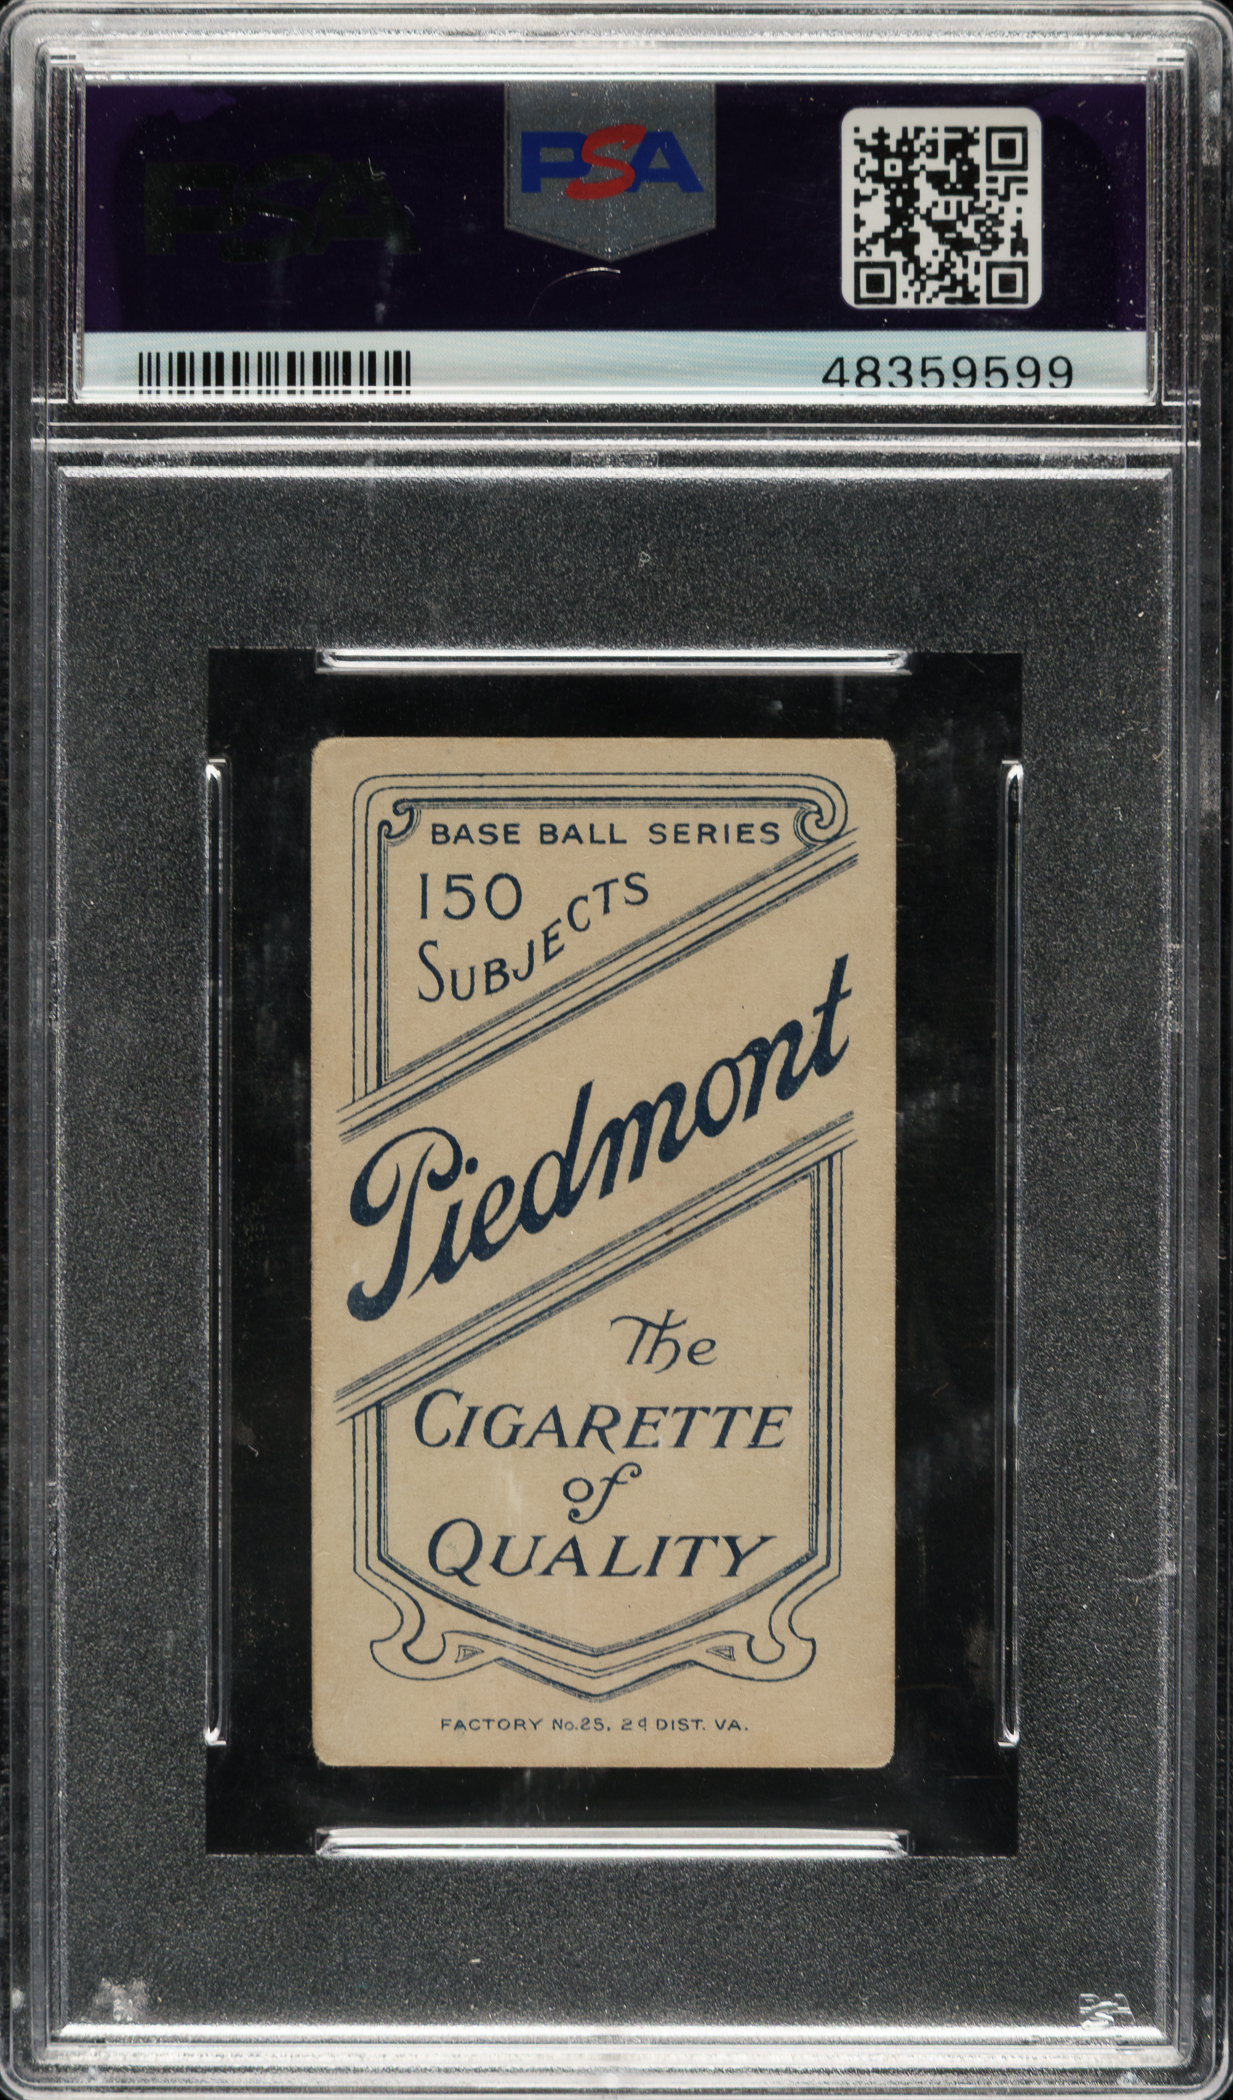 PSA
PSA
48359599
BASE BALL SERIES
150
SUBJECTS
Piedmont
The
CIGARETTE
of
QUALITY
FACTORY No.25. 2d DIST. VA.
PSA